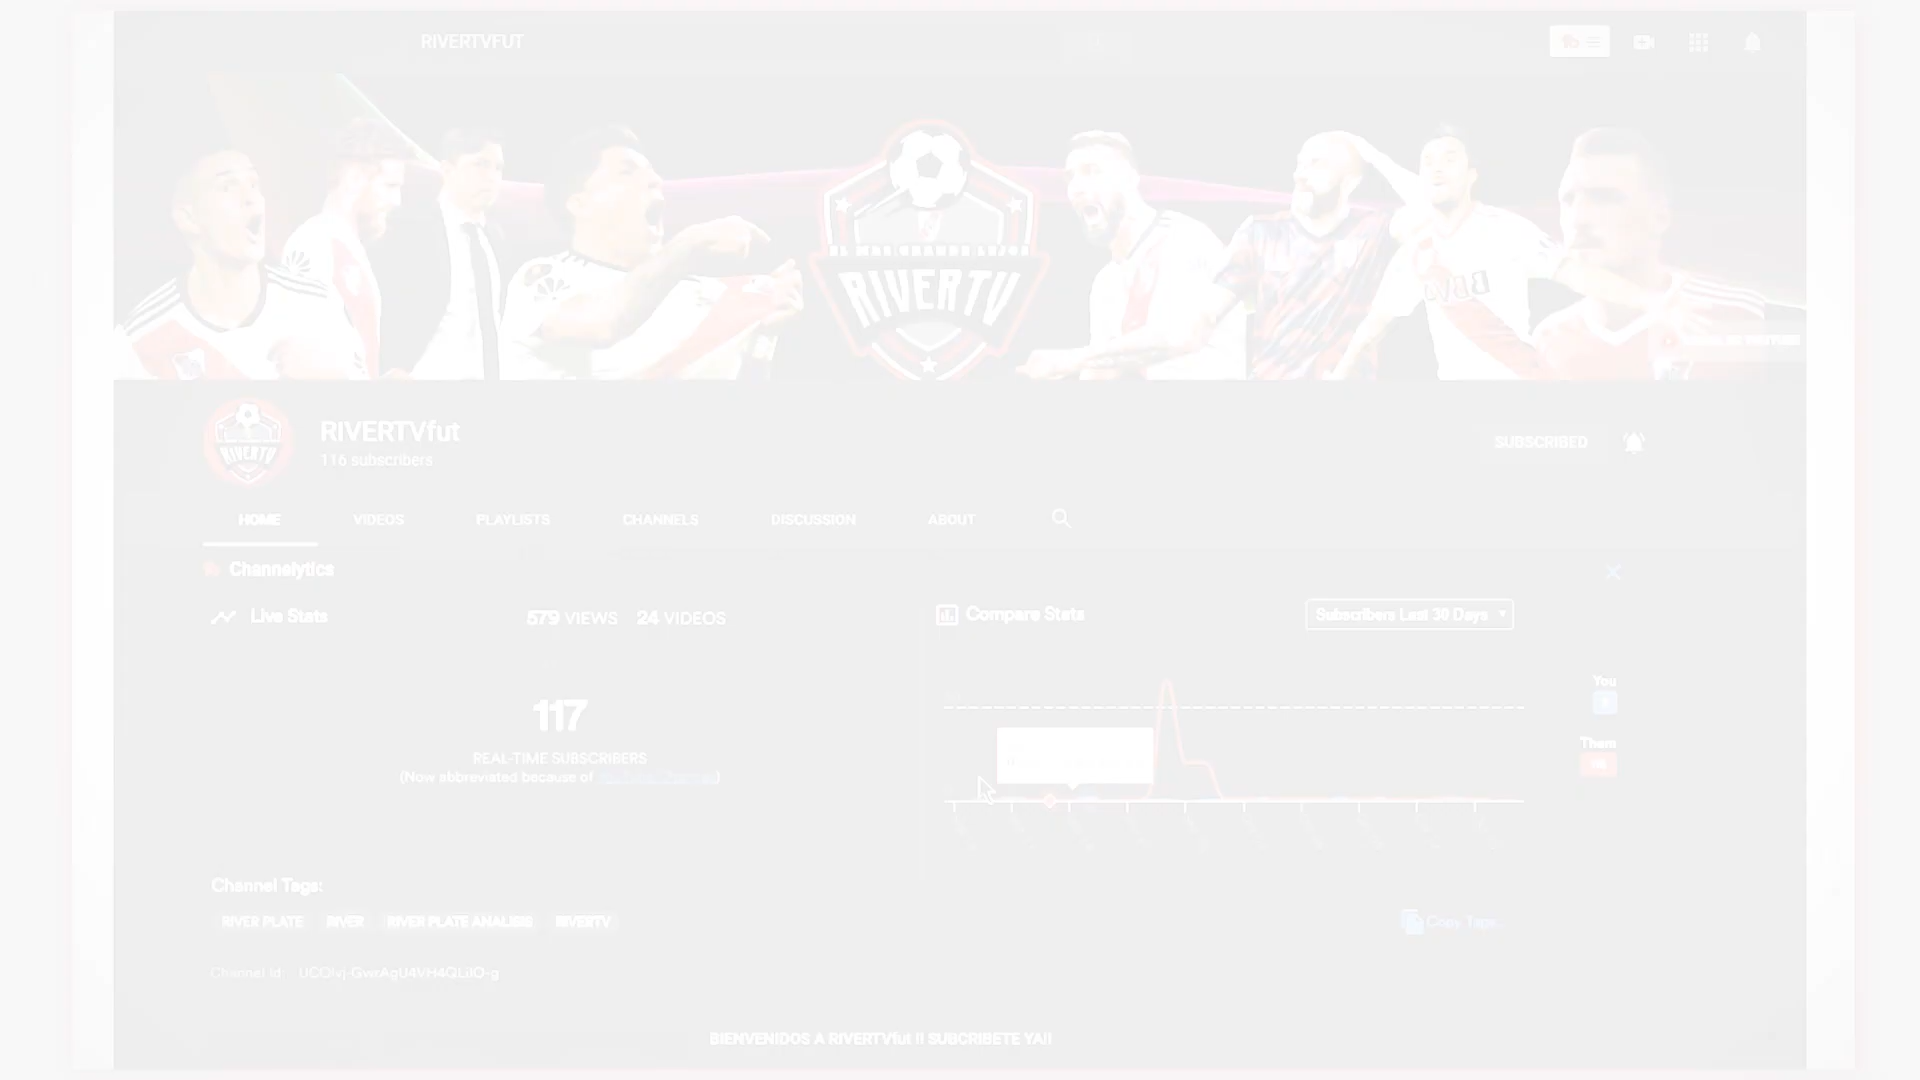 RIVERTVFUT
RIVERTV
RIVERTVfut
116 subscribers
SUBSCRIBED
HOME
VIDEOS
PLAYLISTS
CHANNELS
DISCUSSION
ABOUT
Channelytics
Live Stats
579 VIEWS 24 VIDEOS
Compare Stats
Subscribers Last 30 Days
117
REAL-TIME SUBSCRIBERS
(Now abbreviated because of
You
Them
Channel Tags:
RIVER PLATE
RIVER
RIVER PLATE ANALISIS
RIVERTV
Copy Tags
Channel Id:
BIENVENIDOS A RIVERTVfut !! SUBCRIBETE YA!!